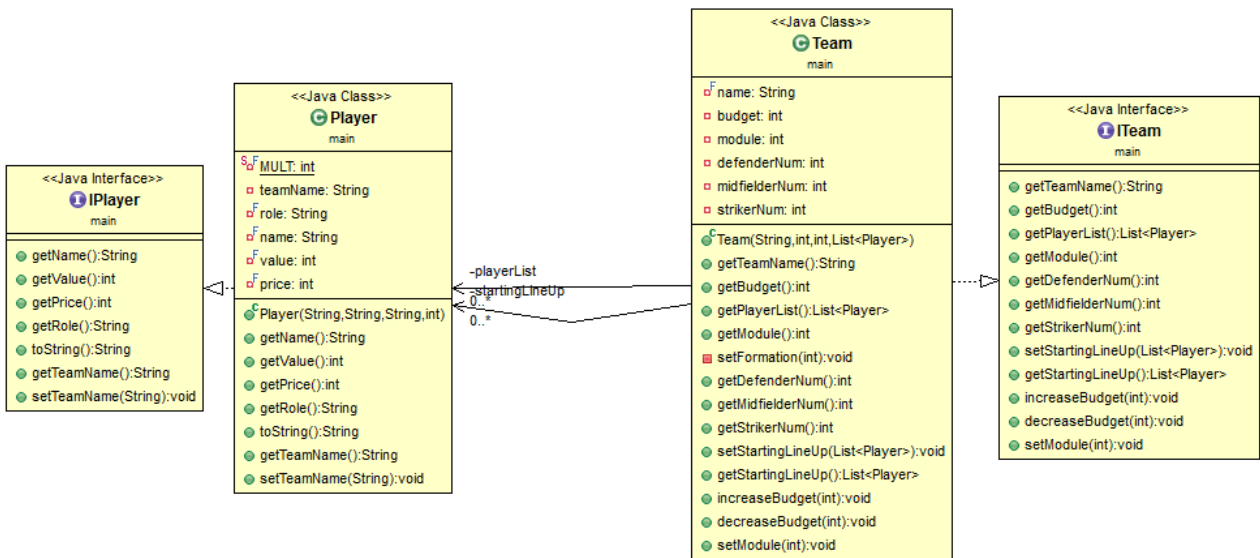 <<Java Interface>>
IPlayer
main
getName():String
getValue():int
getPrice():int
getRole():String
toString():String
getTeamName():String
setTeamName(String):void
<<Java Class>>
Player
main
MULT: int
teamName: String
role: String
name: String
value: int
price: int
Player(String,String,String,int)
getName():String
getValue():int
getPrice():int
getRole():String
toString():String
getTeamName():String
setTeamName(String):void
-playerList
-startingLineUp
0..*
0..*
<<Java Class>>
Team
main
name: String
budget: int
module: int
defenderNum: int
midfielderNum: int
strikerNum: int
Team(String,int,int,List<Player>)
getTeamName():String
getBudget():int
getPlayerList():List<Player>
getModule():int
setFormation(int):void
getDefenderNum():int
getMidfielderNum():int
getStrikerNum():int
setStartingLineUp(List<Player>):void
getStartingLineUp():List<Player>
increaseBudget(int):void
decreaseBudget(int):void
setModule(int):void
<<Java Interface>>
ITeam
main
getTeamName():String
getBudget():int
getPlayerList():List<Player>
getModule():int
getDefenderNum():int
getMidfielderNum():int
getStrikerNum():int
setStartingLineUp(List<Player>):void
getStartingLineUp():List<Player>
increaseBudget(int):void
decreaseBudget(int):void
setModule(int):void